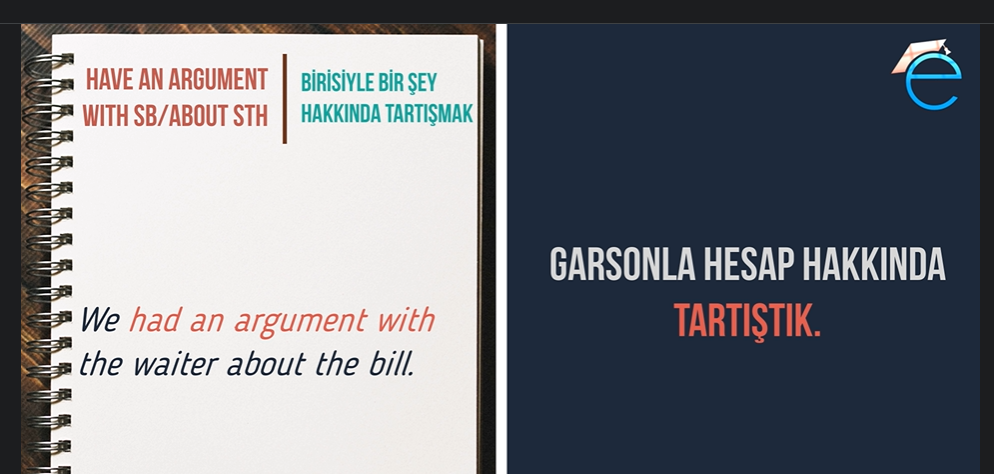 HAVE AN ARGUMENT
WITH SB/ABOUT STH
BİRİSİYLE BİR ŞEY
HAKKINDA TARTIŞMAK
We had an argument with
the waiter about the bill.
e
GARSONLA HESAP HAKKINDA
TARTIŞTIK.